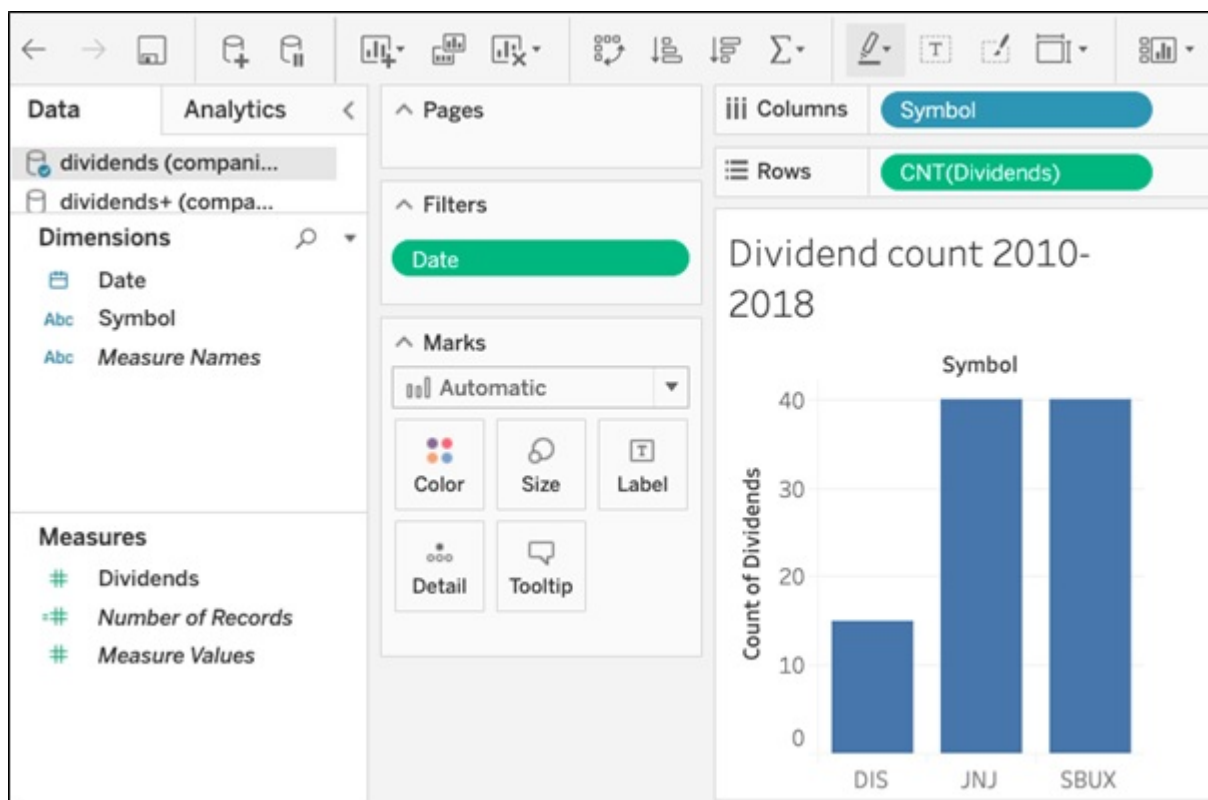 Data
Analytics
dividends (compani...
dividends+ (compa...
Dimensions
Date
Abc Symbol
Abc Measure Names
Measures
# Dividends
=# Number of Records
# Measure Values
Pages
Filters
Date
Marks
Automatic
Color
Size
T
Label
Detail
Tooltip
T
iii Columns
Symbol
Rows
CNT(Dividends)
Dividend count 2010-
2018
Symbol
Count of Dividends
40
30
20
10
0
DIS
JNJ
SBUX